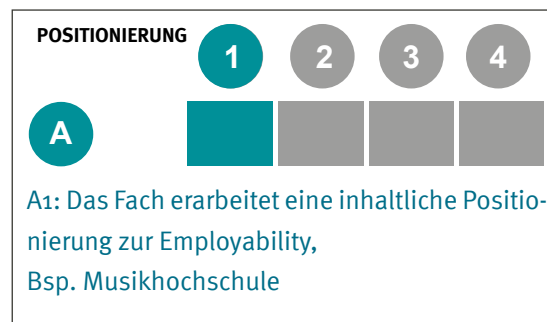 POSITIONIERUNG 1 2 3 4
A
A1: Das Fach erarbeitet eine inhaltliche Positio-
nierung zur Employability,
Bsp. Musikhochschule